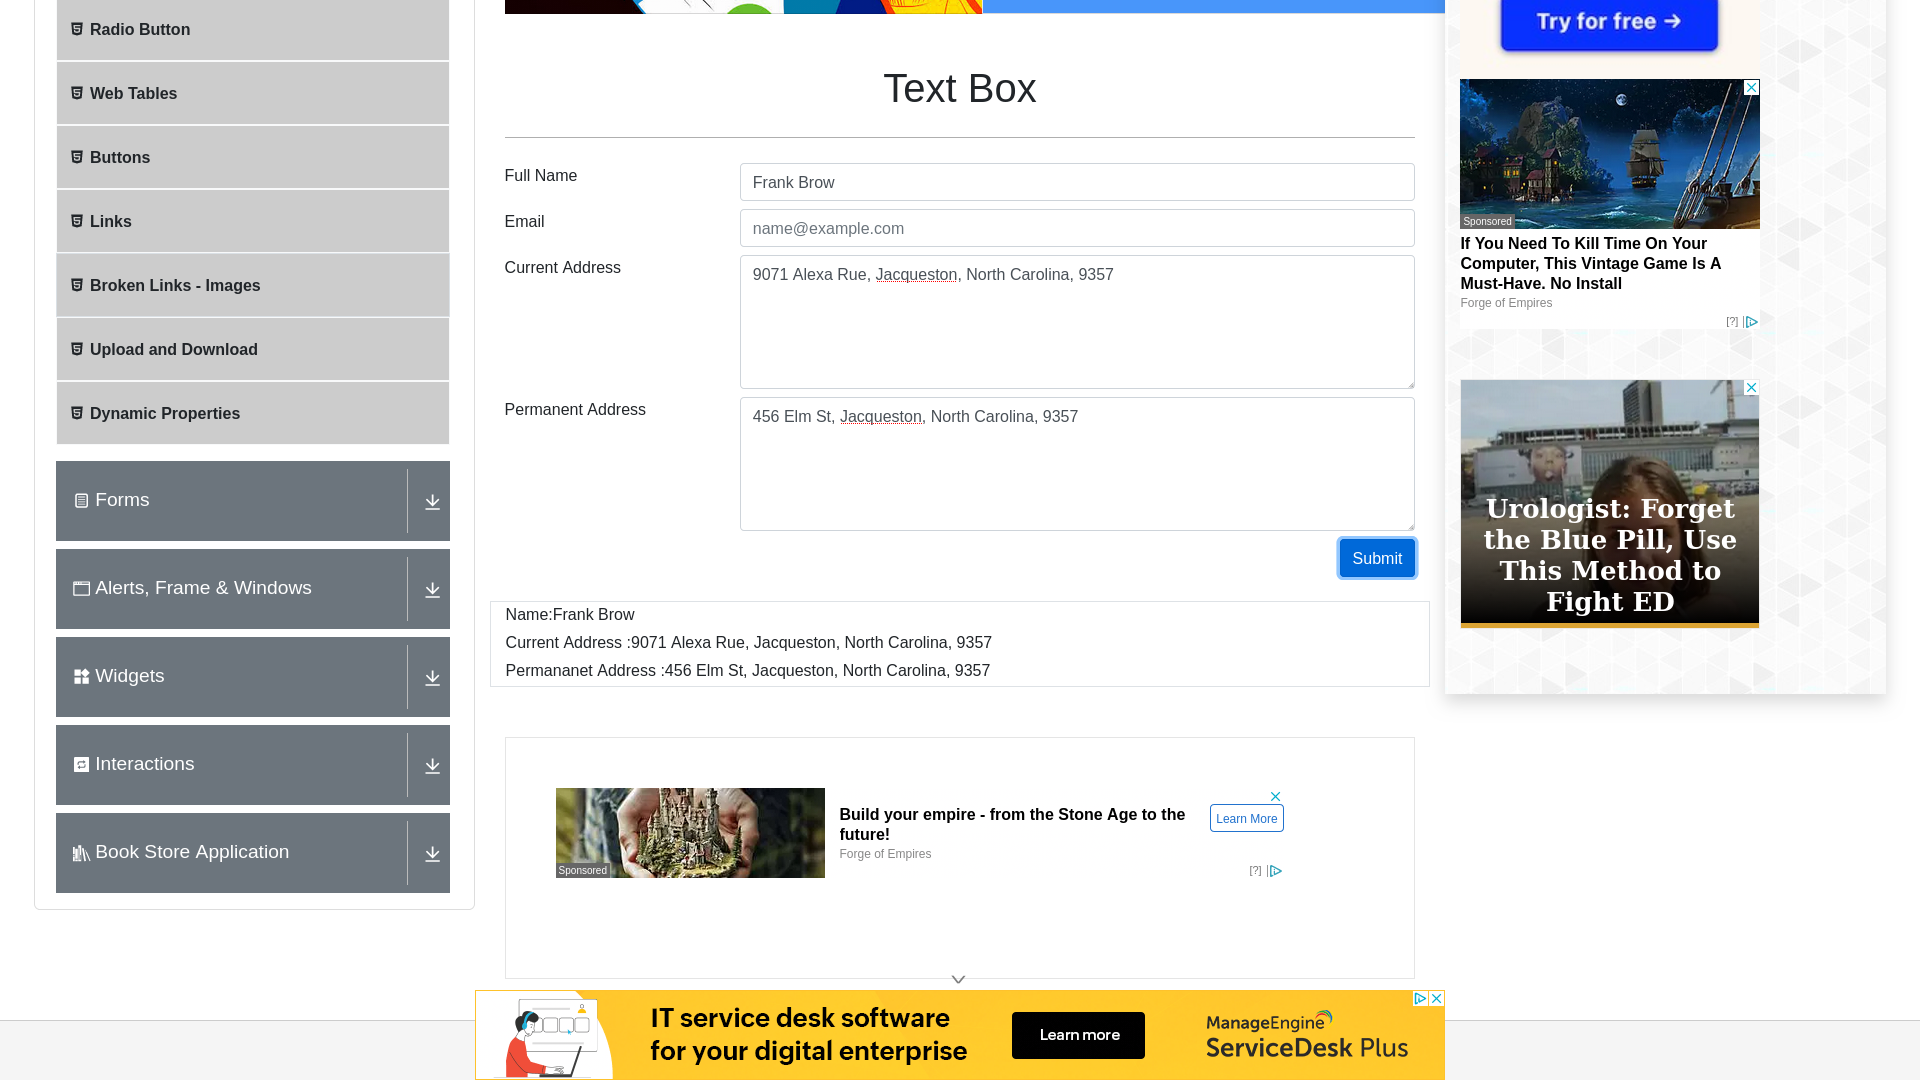 Radio Button
Web Tables
Buttons
Links
Broken Links - Images
Upload and Download
Dynamic Properties
Forms
Alerts, Frame & Windows
Widgets
Interactions
Book Store Application
Text Box
Full Name
Frank Brow
Email
name@example.com
Current Address
9071 Alexa Rue, Jacqueston, North Carolina, 9357
Permanent Address
456 Elm St, Jacqueston, North Carolina, 9357
Submit
Name:Frank Brow
Current Address :9071 Alexa Rue, Jacqueston, North Carolina, 9357
Permananet Address :456 Elm St, Jacqueston, North Carolina, 9357
Sponsored
Build your empire - from the Stone Age to the
future!
Forge of Empires
Learn More
[?]
IT service desk software
for your digital enterprise
Learn more
ManageEngine
ServiceDesk Plus
Try for free →
Sponsored
If You Need To Kill Time On Your
Computer, This Vintage Game Is A
Must-Have. No Install
Forge of Empires
[?]
Urologist: Forget
the Blue Pill, Use
This Method to
Fight ED